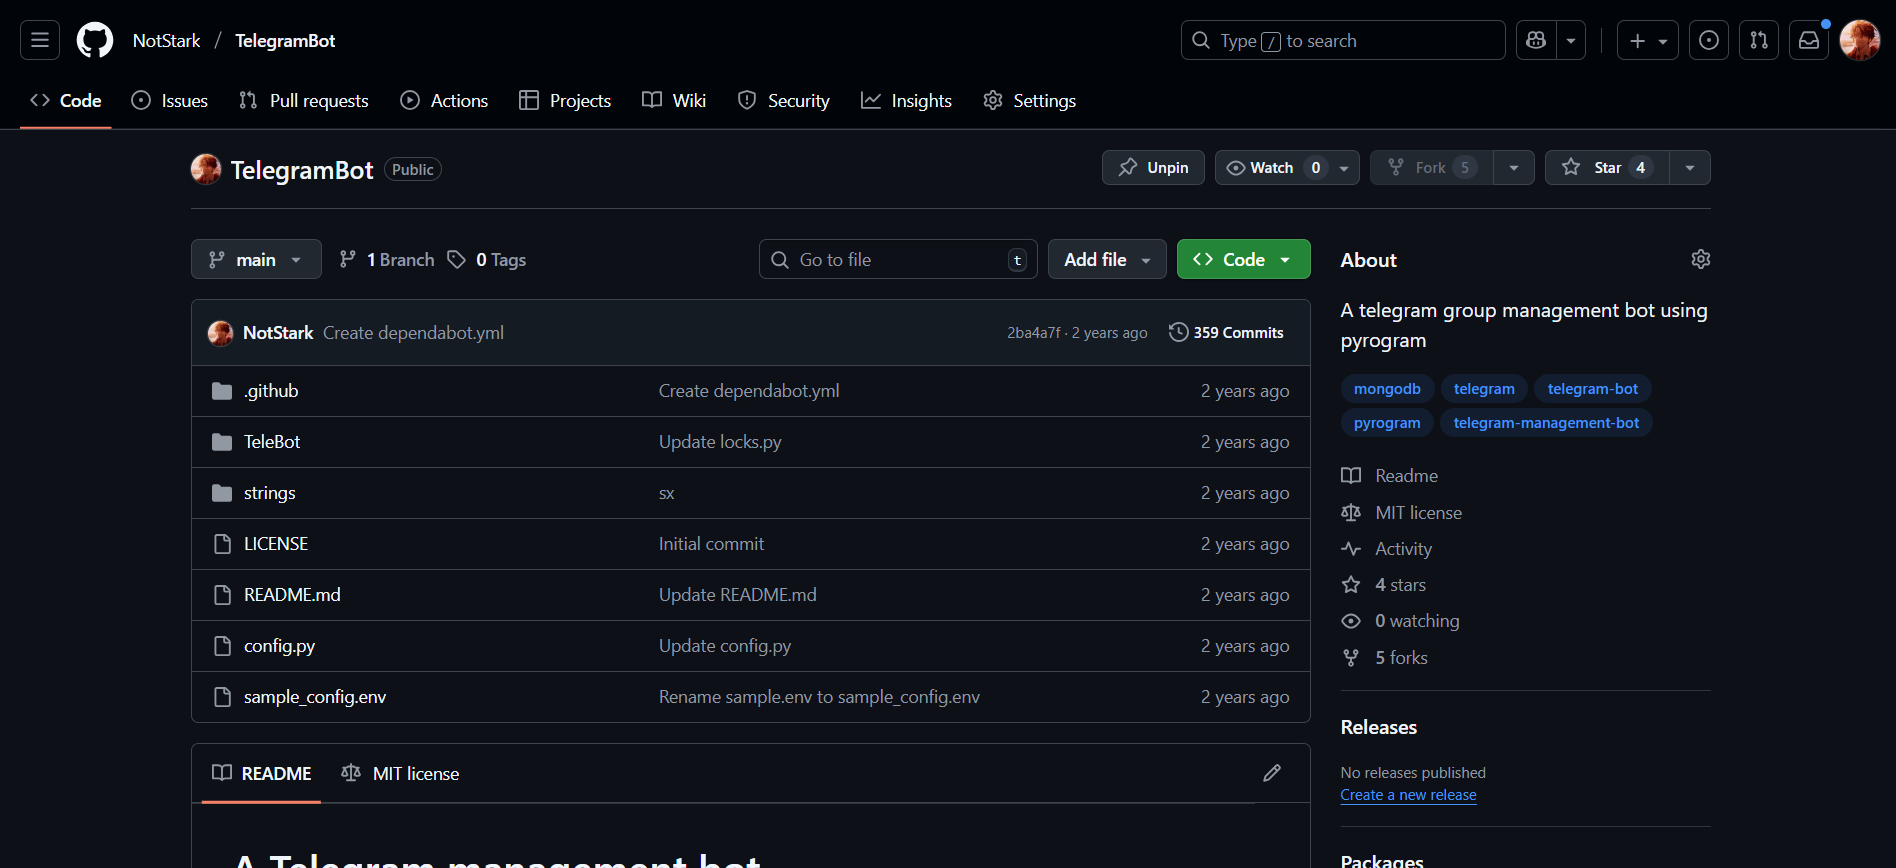 NotStark / TelegramBot
Type / to search
Code Issues Pull requests Actions Projects Wiki Security Insights Settings
TelegramBot Public
Unpin Watch 0 Fork 5 Star 4
main 1 Branch 0 Tags
Go to file t
Add file Code
NotStark Create dependabot.yml 2ba4a7f · 2 years ago 359 Commits
.github Create dependabot.yml 2 years ago
TeleBot Update locks.py 2 years ago
strings sx 2 years ago
LICENSE Initial commit 2 years ago
README.md Update README.md 2 years ago
config.py Update config.py 2 years ago
sample_config.env Rename sample.env to sample_config.env 2 years ago
README MIT license
A Telegram management bot
About
A telegram group management bot using
pyrogram
mongodb telegram telegram-bot
pyrogram telegram-management-bot
Readme
MIT license
Activity
4 stars
0 watching
5 forks
Releases
No releases published
Create a new release
Packages